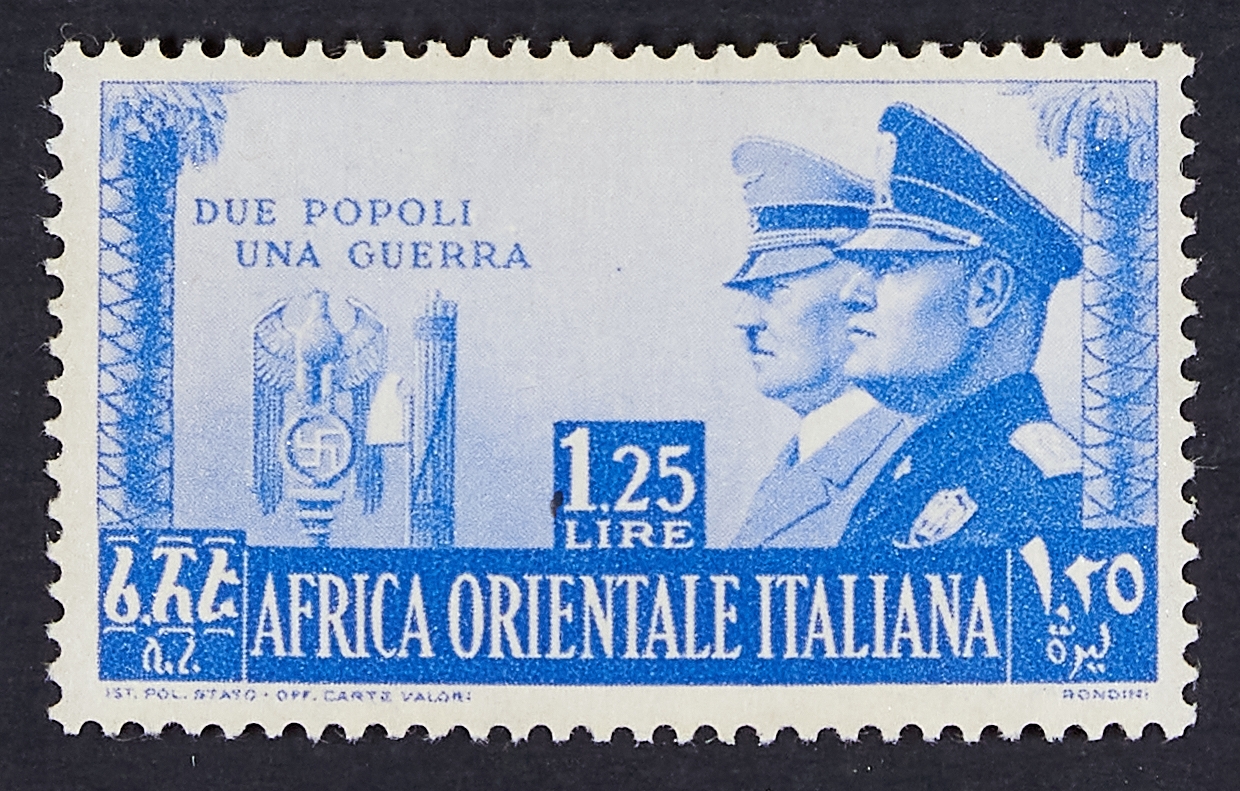 DUE POPOLI
UNA GUERRA
1.25
LIRE
AFRICA ORIENTALE ITALIANA
١٫٢٥
ليره
IST. POL. STATO - OFF. CARTE VALORI
RONDINI